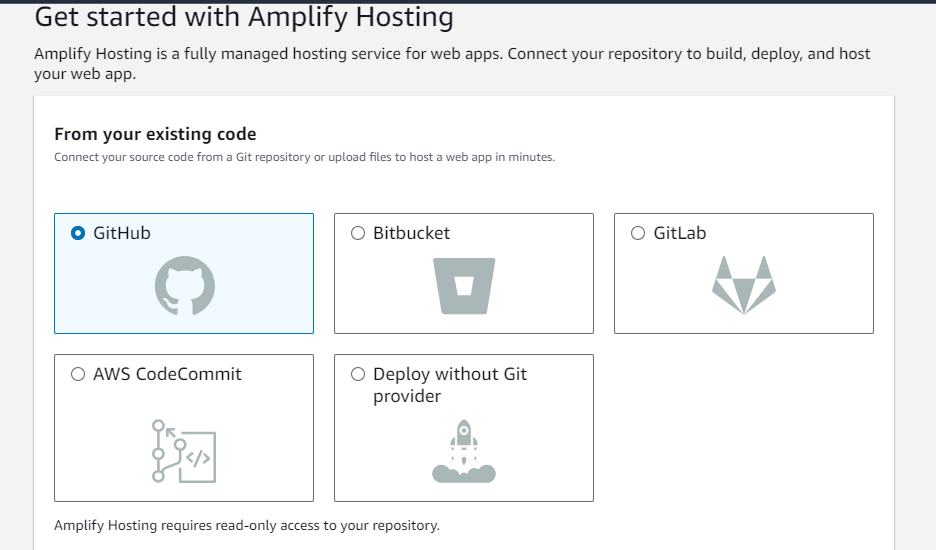 Get started with Amplify Hosting
Amplify Hosting is a fully managed hosting service for web apps. Connect your repository to build, deploy, and host
your web app.
From your existing code
Connect your source code from a Git repository or upload files to host a web app in minutes.
GitHub
Bitbucket
GitLab
AWS CodeCommit
Deploy without Git
provider
</>
Amplify Hosting requires read-only access to your repository.